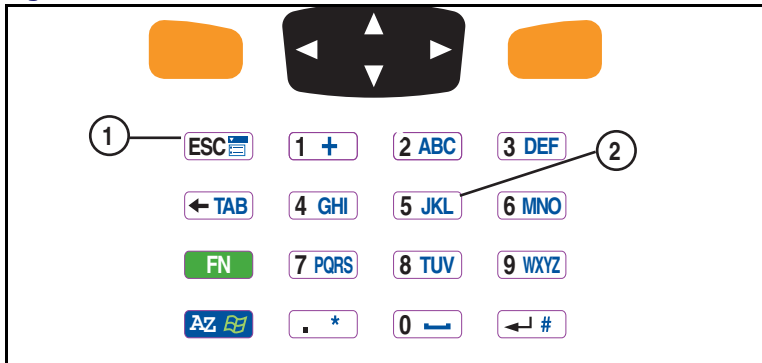 1 ESC 1 + 2 ABC 3 DEF 2
← TAB 4 GHI 5 JKL 6 MNO
FN 7 PQRS 8 TUV 9 WXYZ
AZ . * 0 #